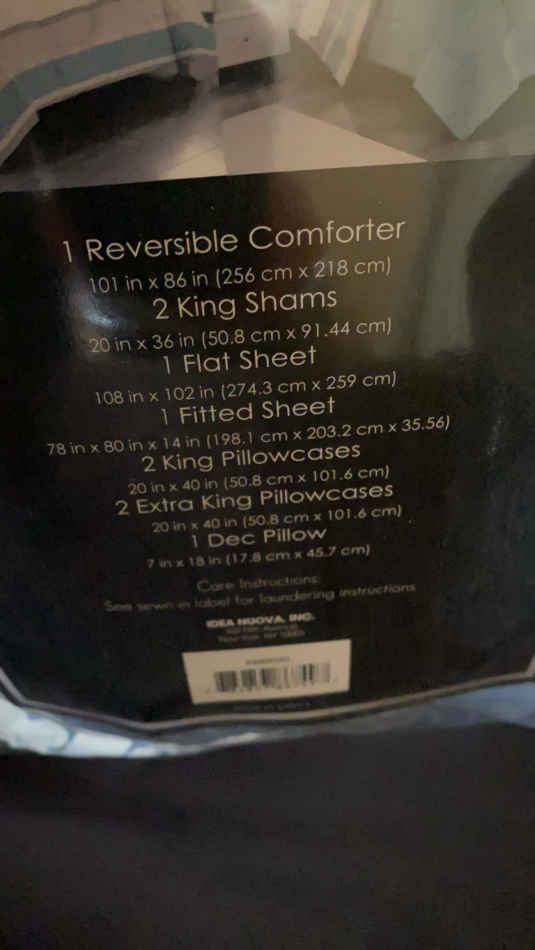 1 Reversible Comforter
101 in x 86 in (256 cm x 218 cm)
2 King Shams
20 in x 36 in (50.8 cm x 91.44 cm)
1 Flat Sheet
108 in x 102 in (274.3 cm x 259 cm)
1 Fitted Sheet
78 in x 80 in x 14 in (198.1 cm x 203.2 cm x 35.56)
2 King Pillowcases
20 in x 40 in (50.8 cm x 101.6 cm)
2 Extra King Pillowcases
20 in x 40 in (50.8 cm x 101.6 cm)
1 Dec Pillow
7 in x 18 in (17.8 cm x 45.7 cm)
Care Instructions:
See sewn in label for laundering instructions
IDEA NUOVA, INC.
New York, NY